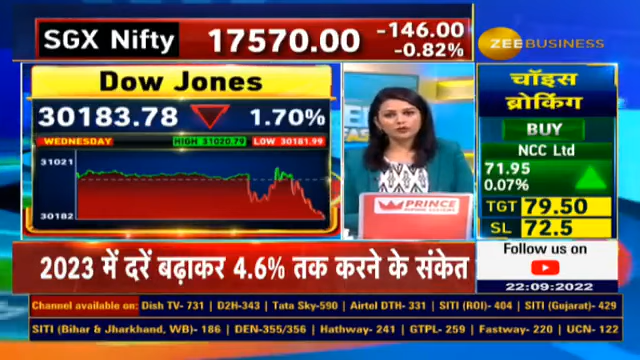 SGX Nifty 17570.00 -146.00
-0.82%
ZEE BUSINESS
Dow Jones
30183.78 1.70%
WEDNESDAY HIGH 31020.79 LOW 30181.99
31021
30182
PRINCE
चॉइस
ब्रोकिंग
BUY
NCC Ltd
71.95
0.07%
TGT 79.50
SL 72.5
2023 में दरें बढ़ाकर 4.6% तक करने के संकेत
Follow us on
YouTube
22:09:2022
Channel available on: Dish TV- 731 | D2H-343 | Tata Sky-590 | Airtel DTH- 331 | SITI (ROI)- 404 | SITI (Gujarat)- 429
SITI (Bihar & Jharkhand, WB)- 186 | DEN-355/356 | Hathway- 241 | GTPL- 259 | Fastway- 220 | UCN- 122